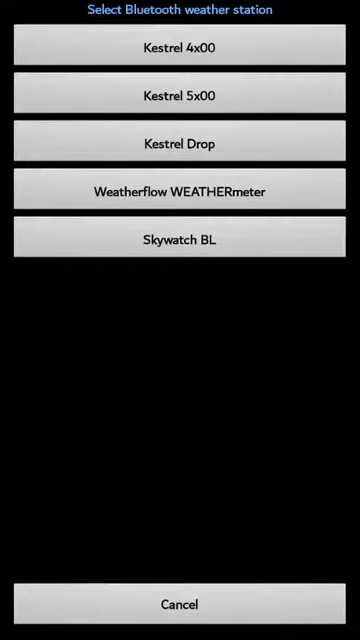 Select Bluetooth weather station
Kestrel 4x00
Kestrel 5x00
Kestrel Drop
Weatherflow WEATHERmeter
Skywatch BL
Cancel